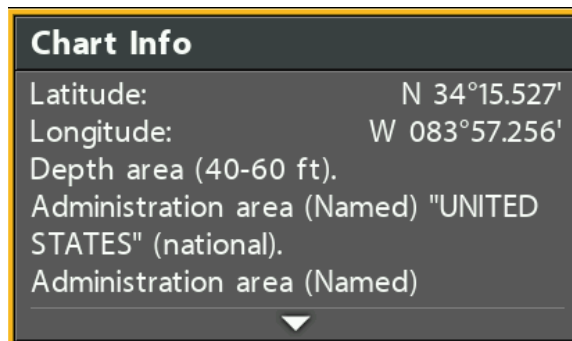 Chart Info
Latitude: N 34°15.527'
Longitude: W 083°57.256'
Depth area (40-60 ft).
Administration area (Named) "UNITED
STATES" (national).
Administration area (Named)